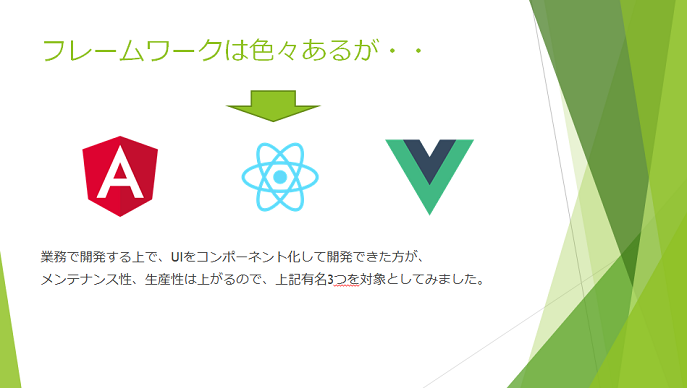 フレームワークは色々あるが・・
A
業務で開発する上で、UIをコンポーネント化して開発できた方が、
メンテナンス性、生産性は上がるので、上記有名3つを対象としてみました。